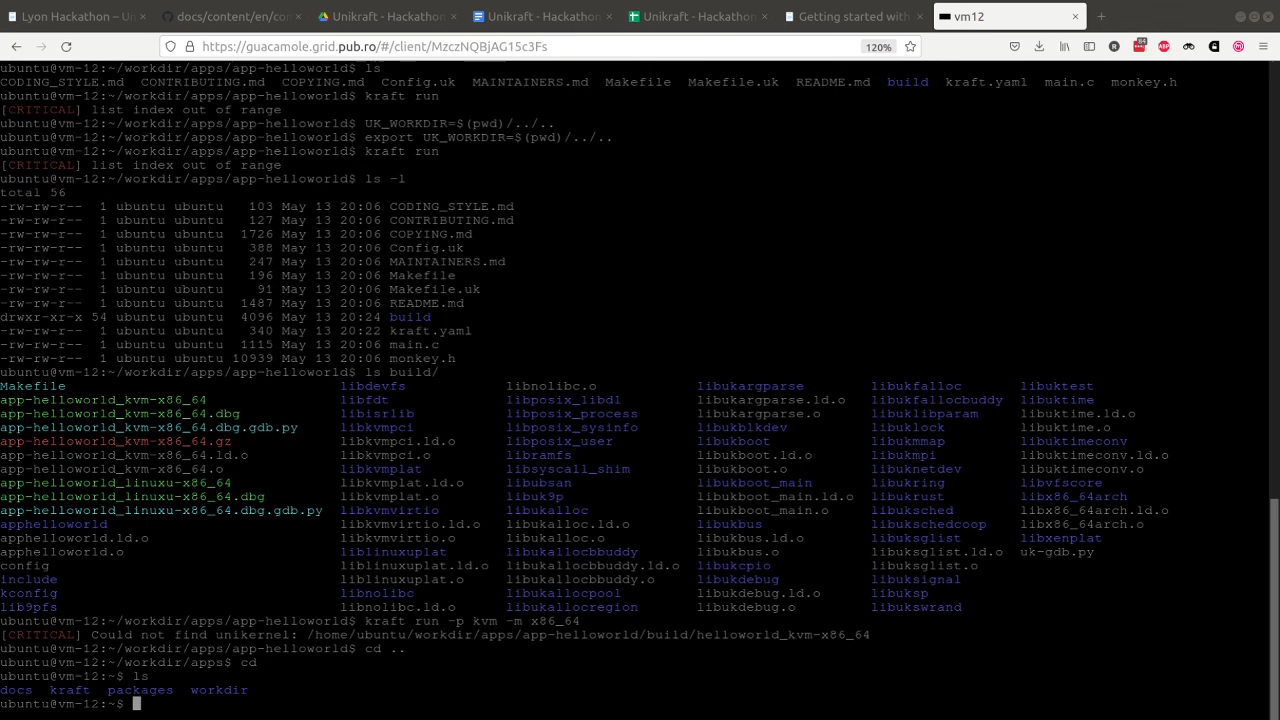 Lyon Hackathon – Un
docs/content/en/con
Unikraft - Hackathon
Unikraft - Hackathon
Unikraft - Hackathon
Getting started with
vm12
https://guacamole.grid.pub.ro/#/client/MzczNQBjAG15c3Fs
120%
ubuntu@vm-12:~/workdir/apps/app-helloworld$ ls
CODING_STYLE.md CONTRIBUTING.md COPYING.md Config.uk MAINTAINERS.md Makefile Makefile.uk README.md build kraft.yaml main.c monkey.h
ubuntu@vm-12:~/workdir/apps/app-helloworld$ kraft run
[CRITICAL] list index out of range
ubuntu@vm-12:~/workdir/apps/app-helloworld$ UK_WORKDIR=$(pwd)/../..
ubuntu@vm-12:~/workdir/apps/app-helloworld$ export UK_WORKDIR=$(pwd)/../..
ubuntu@vm-12:~/workdir/apps/app-helloworld$ kraft run
[CRITICAL] list index out of range
ubuntu@vm-12:~/workdir/apps/app-helloworld$ ls -l
total 56
-rw-rw-r-- 1 ubuntu ubuntu 103 May 13 20:06 CODING_STYLE.md
-rw-rw-r-- 1 ubuntu ubuntu 127 May 13 20:06 CONTRIBUTING.md
-rw-rw-r-- 1 ubuntu ubuntu 1726 May 13 20:06 COPYING.md
-rw-rw-r-- 1 ubuntu ubuntu 388 May 13 20:06 Config.uk
-rw-rw-r-- 1 ubuntu ubuntu 247 May 13 20:06 MAINTAINERS.md
-rw-rw-r-- 1 ubuntu ubuntu 196 May 13 20:06 Makefile
-rw-rw-r-- 1 ubuntu ubuntu 91 May 13 20:06 Makefile.uk
-rw-rw-r-- 1 ubuntu ubuntu 1487 May 13 20:06 README.md
drwxr-xr-x 54 ubuntu ubuntu 4096 May 13 20:24 build
-rw-rw-r-- 1 ubuntu ubuntu 340 May 13 20:22 kraft.yaml
-rw-rw-r-- 1 ubuntu ubuntu 1115 May 13 20:06 main.c
-rw-rw-r-- 1 ubuntu ubuntu 10939 May 13 20:06 monkey.h
ubuntu@vm-12:~/workdir/apps/app-helloworld$ ls build/
Makefile libdevfs libnolibc.o libukargparse libukfalloc libuktest
app-helloworld_kvm-x86_64 libfdt libposix_libdl libukargparse.ld.o libukfallocbuddy libuktime
app-helloworld_kvm-x86_64.dbg libisrlib libposix_process libukargparse.o libuklibparam libuktime.ld.o
app-helloworld_kvm-x86_64.dbg.gdb.py libkvmpci libposix_sysinfo libukblkdev libuklock libuktime.o
app-helloworld_kvm-x86_64.gz libkvmpci.ld.o libposix_user libukboot libukmmap libuktimeconv
app-helloworld_kvm-x86_64.ld.o libkvmpci.o libramfs libukboot.ld.o libukmpi libuktimeconv.ld.o
app-helloworld_kvm-x86_64.o libkvmplat libsyscall_shim libukboot.o libuknetdev libuktimeconv.o
app-helloworld_linuxu-x86_64 libkvmplat.ld.o libubsan libukboot_main libukring libvfscore
app-helloworld_linuxu-x86_64.dbg libkvmplat.o libuk9p libukboot_main.ld.o libukrust libx86_64arch
app-helloworld_linuxu-x86_64.dbg.gdb.py libkvmvirtio libukalloc libukboot_main.o libuksched libx86_64arch.ld.o
apphelloworld libkvmvirtio.ld.o libukalloc.ld.o libukbus libukschedcoop libx86_64arch.o
apphelloworld.ld.o libkvmvirtio.o libukalloc.o libukbus.ld.o libuksglist libxenplat
apphelloworld.o liblinuxuplat libukallocbbuddy libukbus.o libuksglist.ld.o uk-gdb.py
config liblinuxuplat.ld.o libukallocbbuddy.ld.o libukcpio libuksglist.o
include liblinuxuplat.o libukallocbbuddy.o libukdebug libuksignal
kconfig libnolibc libukallocpool libukdebug.ld.o libuksp
lib9pfs libnolibc.ld.o libukallocregion libukdebug.o libukswrand
ubuntu@vm-12:~/workdir/apps/app-helloworld$ kraft run -p kvm -m x86_64
[CRITICAL] Could not find unikernel: /home/ubuntu/workdir/apps/app-helloworld/build/helloworld_kvm-x86_64
ubuntu@vm-12:~/workdir/apps/app-helloworld$ cd ..
ubuntu@vm-12:~/workdir/apps$ cd
ubuntu@vm-12:~$ ls
docs kraft packages workdir
ubuntu@vm-12:~$